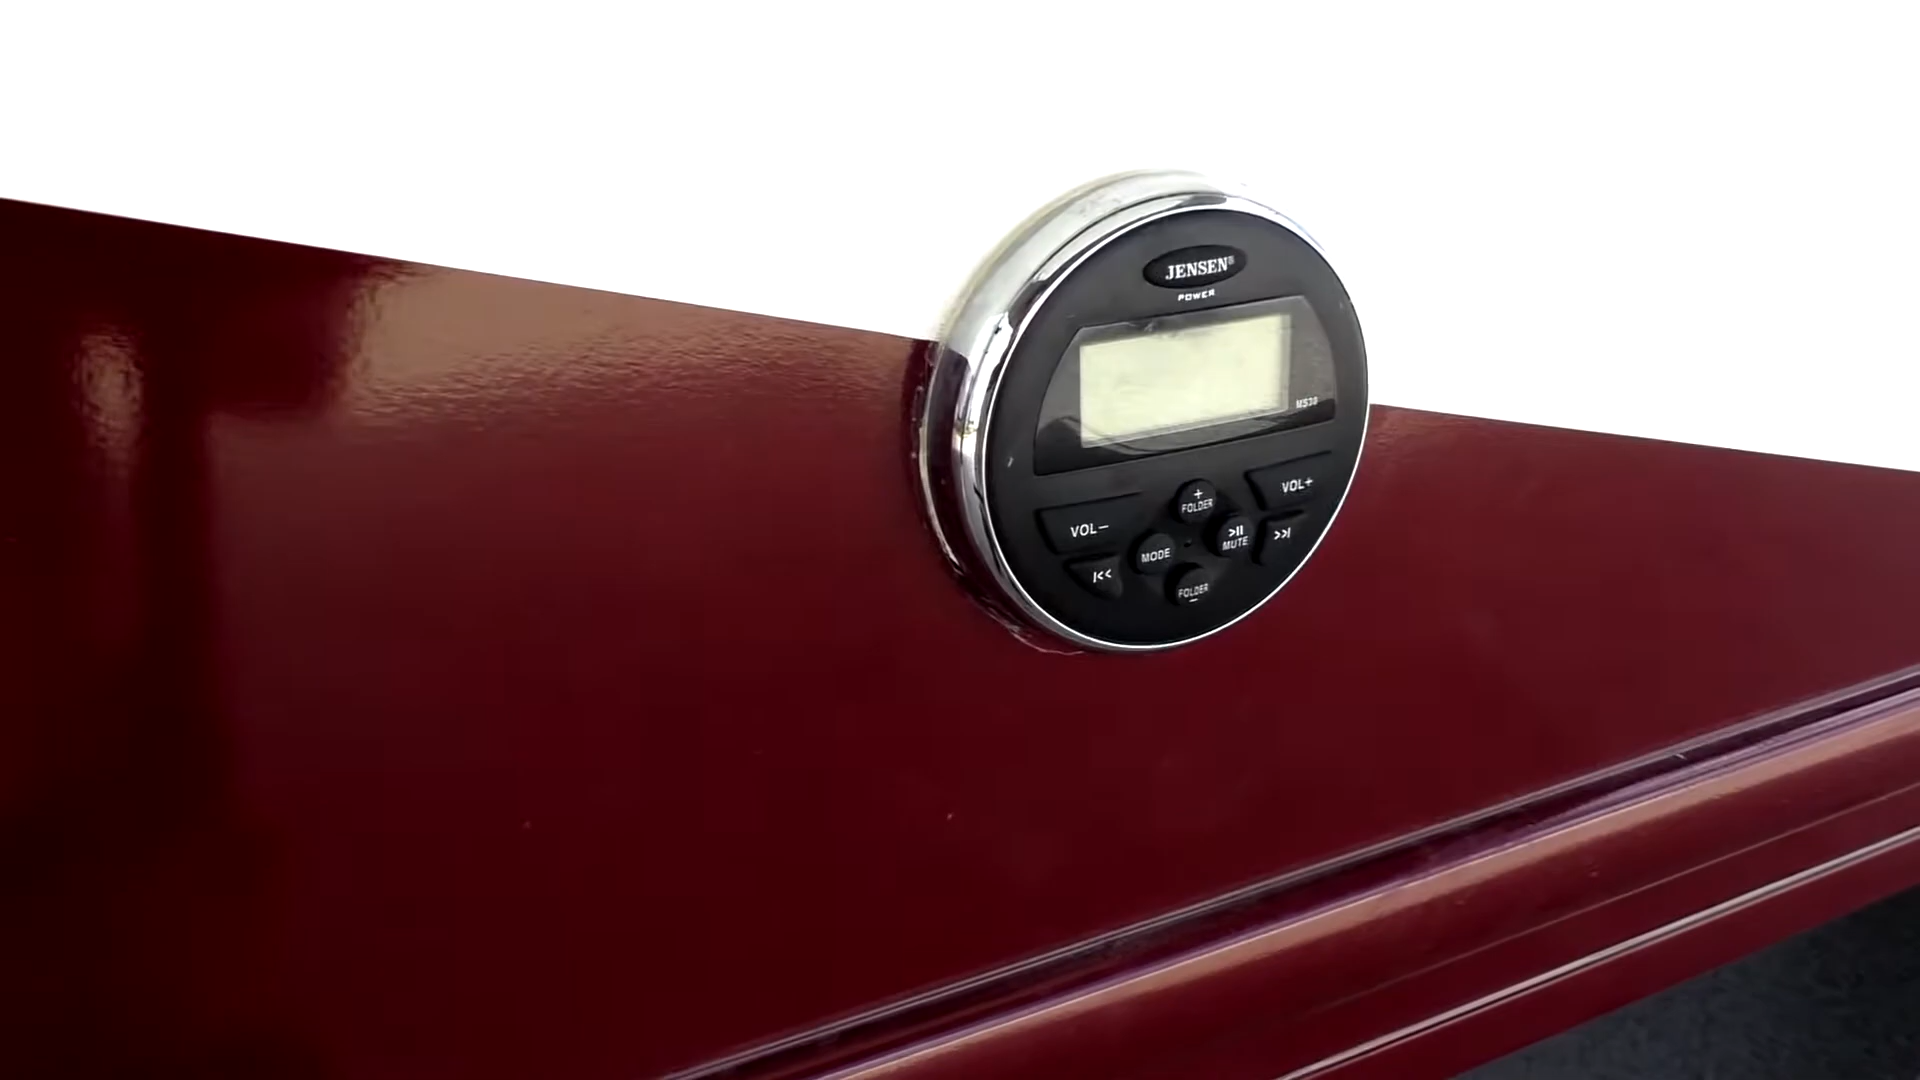 JENSEN®
POWER
MS30
VOL+
+
FOLDER
VOL−
>II
MUTE
>>I
MODE
I<<
FOLDER
−